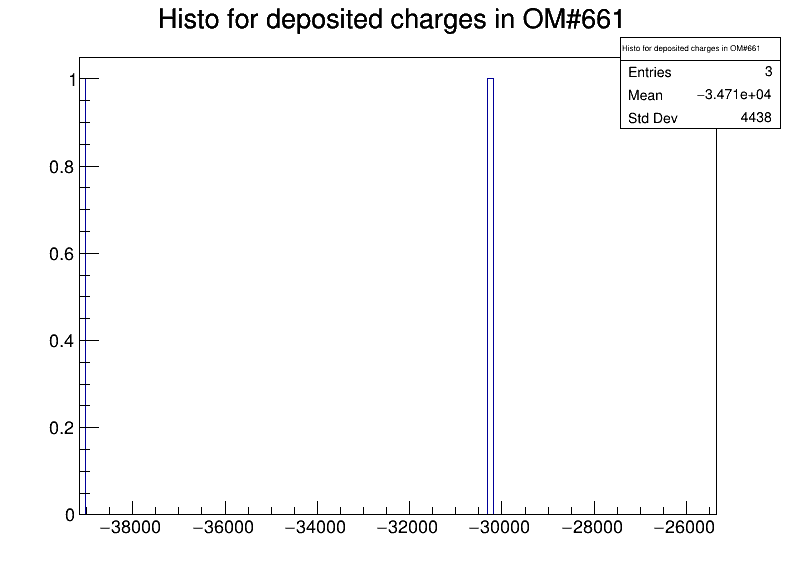 Histo for deposited charges in OM#661
Histo for deposited charges in OM#661
Entries 3
Mean −3.471e+04
Std Dev 4438
1
0.8
0.6
0.4
0.2
0
−38000 −36000 −34000 −32000 −30000 −28000 −26000